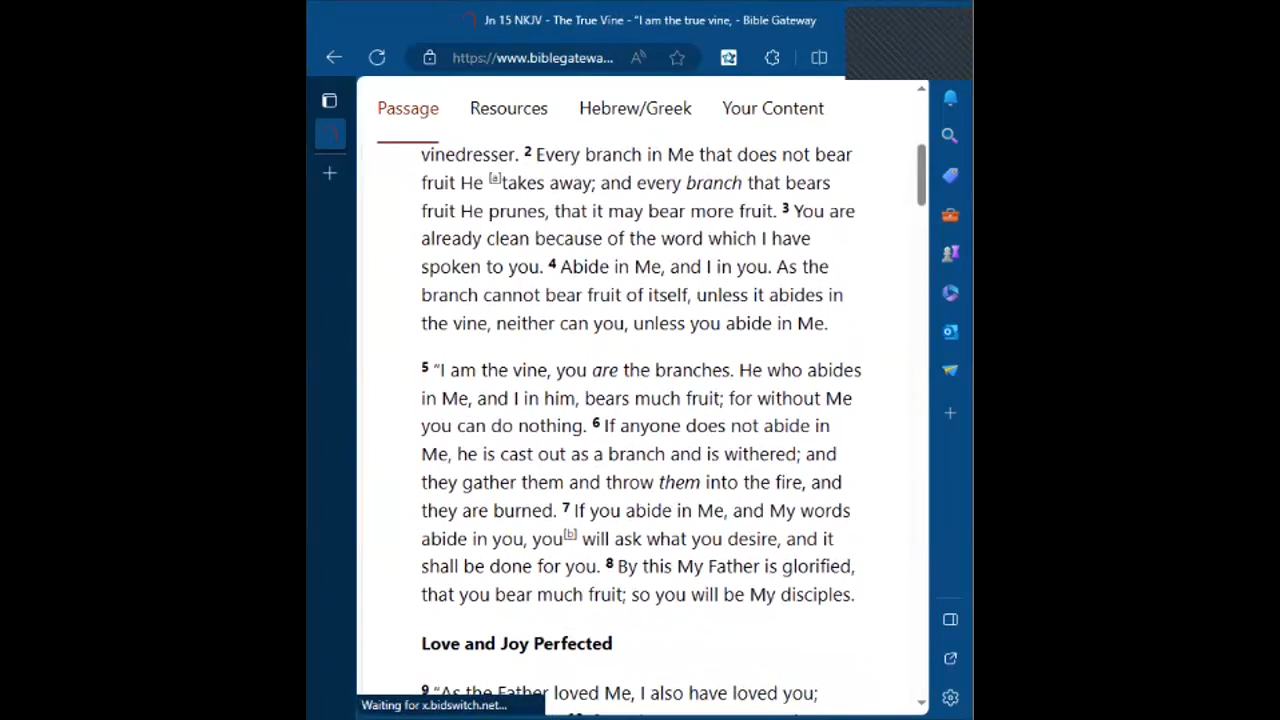 Jn 15 NKJV - The True Vine - “I am the true vine, - Bible Gateway
https://www.biblegatewa...
Passage Resources Hebrew/Greek Your Content
vinedresser. 2 Every branch in Me that does not bear
fruit He [a]takes away; and every branch that bears
fruit He prunes, that it may bear more fruit. 3 You are
already clean because of the word which I have
spoken to you. 4 Abide in Me, and I in you. As the
branch cannot bear fruit of itself, unless it abides in
the vine, neither can you, unless you abide in Me.
5 “I am the vine, you are the branches. He who abides
in Me, and I in him, bears much fruit; for without Me
you can do nothing. 6 If anyone does not abide in
Me, he is cast out as a branch and is withered; and
they gather them and throw them into the fire, and
they are burned. 7 If you abide in Me, and My words
abide in you, you[b] will ask what you desire, and it
shall be done for you. 8 By this My Father is glorified,
that you bear much fruit; so you will be My disciples.
Love and Joy Perfected
9 “As the Father loved Me, I also have loved you;
Waiting for x.bidswitch.net...